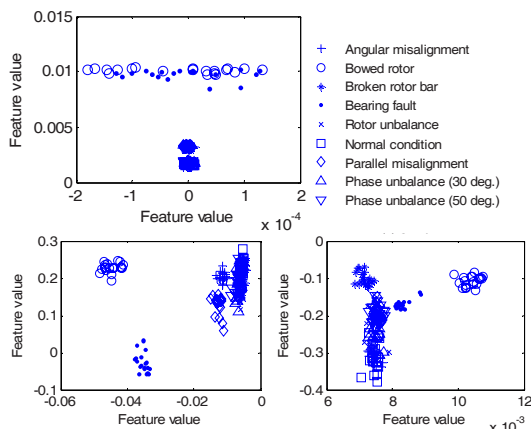 0.015
0.01
0.005
0
Feature value
-2 -1 0 1 2
Feature value
x 10⁻⁴
Angular misalignment
Bowed rotor
Broken rotor bar
Bearing fault
Rotor unbalance
Normal condition
Parallel misalignment
Phase unbalance (30 deg.)
Phase unbalance (50 deg.)
0.3
0.2
0.1
0
-0.1
Feature value
-0.06 -0.04 -0.02 0
Feature value
0
-0.1
-0.2
-0.3
-0.4
Feature value
6 8 10 12
Feature value
x 10⁻³